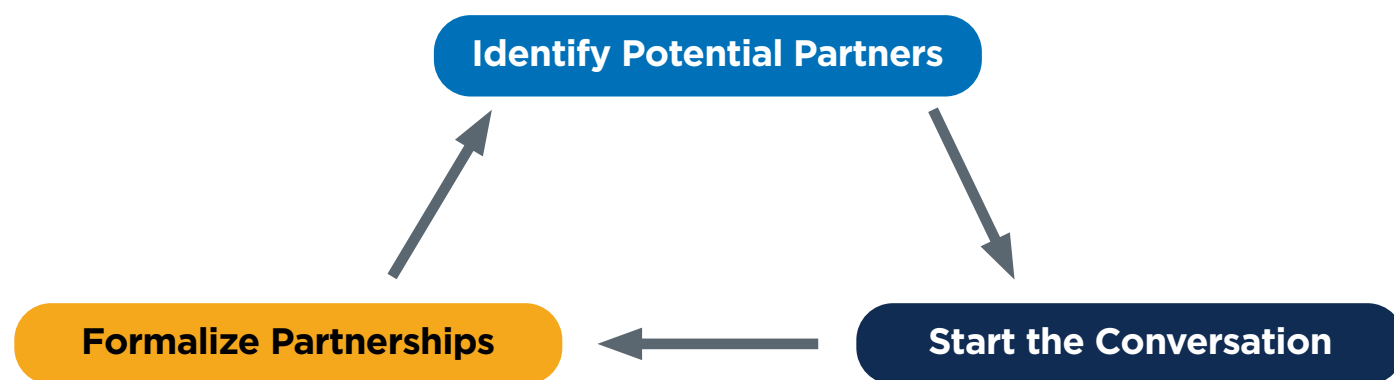 Identify Potential Partners
Formalize Partnerships
Start the Conversation